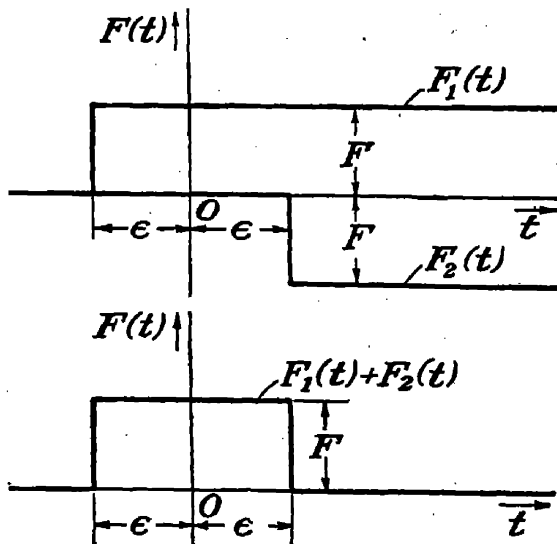 F(t)
F₁(t)
F
O
ϵ ϵ
F
t
F₂(t)
F(t)
F₁(t)+F₂(t)
F
O
ϵ ϵ
t